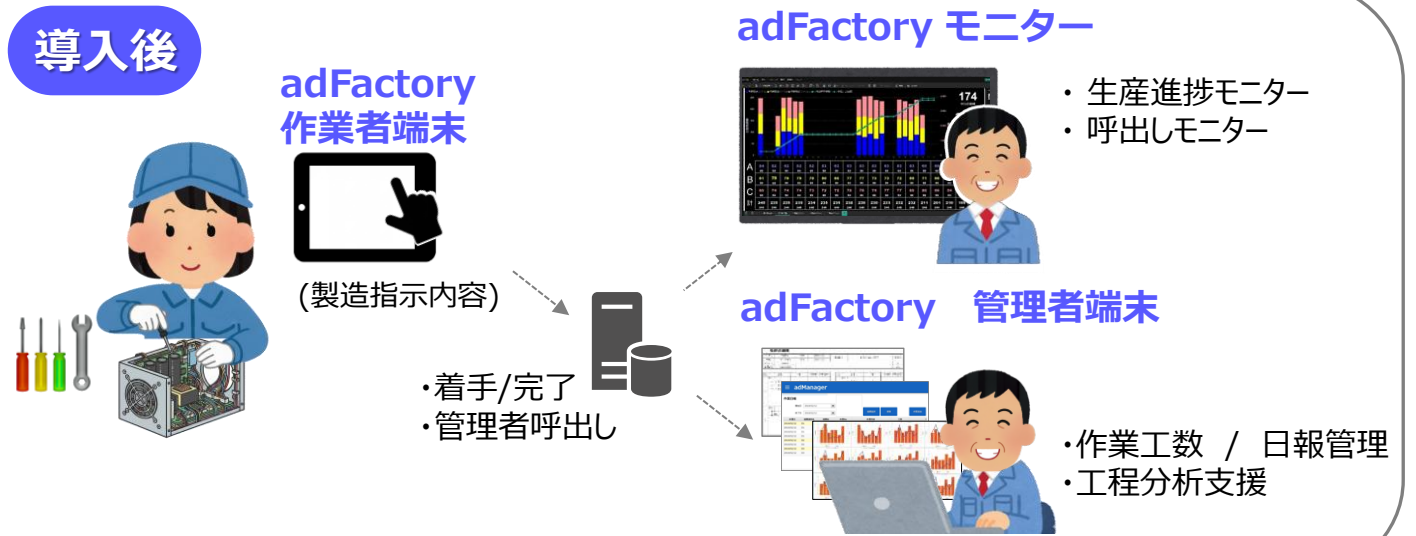 導入後
adFactory
作業者端末
(製造指示内容)
・着手/完了
・管理者呼出し
adFactory モニター
174
A
B
C
計
・ 生産進捗モニター
・ 呼出しモニター
adFactory 管理者端末
adManager
・作業工数 / 日報管理
・工程分析支援